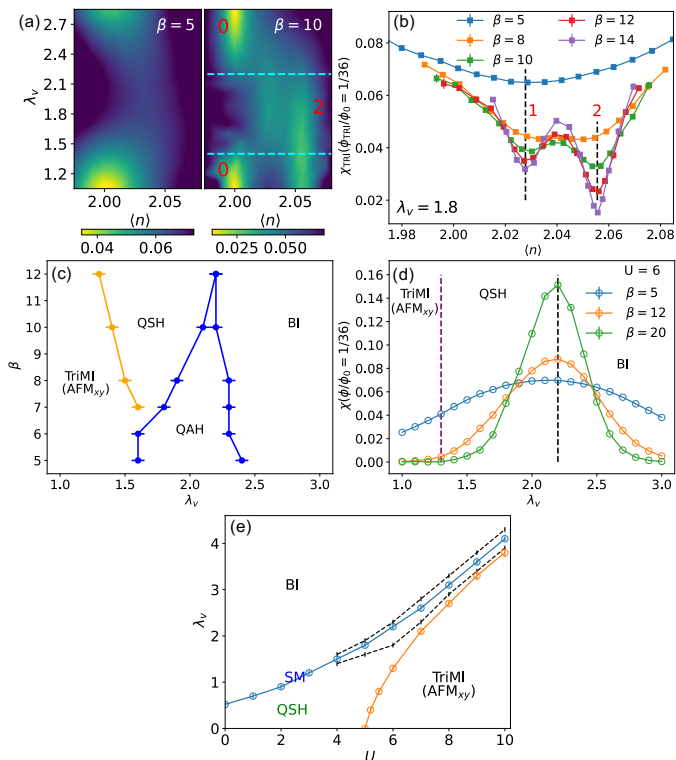 (a)
β = 5
β = 10
0
2
0
λᵥ
2.7
2.4
2.1
1.8
1.5
1.2
2.00 2.05
2.00 2.05
⟨n⟩
⟨n⟩
0.04 0.06
0.025 0.050
(b)
β = 5
β = 8
β = 10
β = 12
β = 14
χTRI(ϕTRI/ϕ0 = 1/36)
0.08
0.06
0.04
0.02
1
2
λᵥ = 1.8
1.98 2.00 2.02 2.04 2.06 2.08
⟨n⟩
(c)
β
12
11
10
9
8
7
6
5
QSH
BI
TriMI
(AFMxy)
QAH
1.0 1.5 2.0 2.5 3.0
λᵥ
(d)
U = 6
β = 5
β = 12
β = 20
TriMI
(AFMxy)
QSH
BI
χ(ϕ/ϕ0 = 1/36)
0.16
0.14
0.12
0.10
0.08
0.06
0.04
0.02
0.00
1.0 1.5 2.0 2.5 3.0
λᵥ
(e)
λᵥ
4
3
2
1
0
BI
SM
QSH
TriMI
(AFMxy)
0 2 4 6 8 10
U